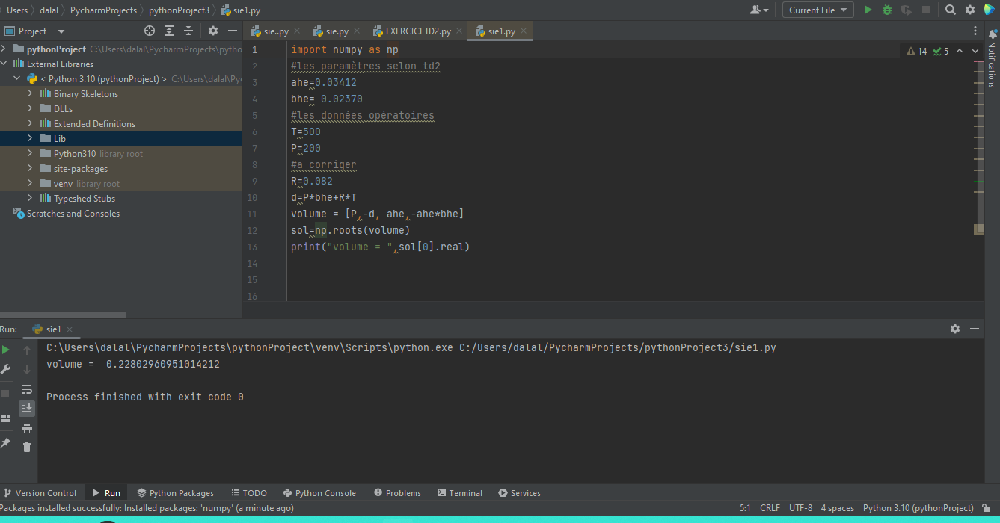 Users dalal PycharmProjects pythonProject3 sie1.py
Current File
Project
sie..py
sie.py
EXERCICETD2.py
sie1.py
pythonProject C:\Users\dalal\PycharmProjects\pytho
External Libraries
< Python 3.10 (pythonProject) > C:\Users\dalal\Pyc
Binary Skeletons
DLLs
Extended Definitions
Lib
Python310 library root
site-packages
venv library root
Typeshed Stubs
Scratches and Consoles
14 5
Notifications
1 import numpy as np
2 #les paramètres selon td2
3 ahe=0.03412
4 bhe= 0.02370
5 #les données opératoires
6 T=500
7 P=200
8 #a corriger
9 R=0.082
10 d=P*bhe+R*T
11 volume = [P,-d, ahe,-ahe*bhe]
12 sol=np.roots(volume)
13 print("volume = ",sol[0].real)
14
15
16
Run: sie1
C:\Users\dalal\PycharmProjects\pythonProject\venv\Scripts\python.exe C:/Users/dalal/PycharmProjects/pythonProject3/sie1.py
volume =  0.22802960951014212
Process finished with exit code 0
Version Control Run Python Packages TODO Python Console Problems Terminal Services
Packages installed successfully: Installed packages: 'numpy' (a minute ago)
5:1 CRLF UTF-8 4 spaces Python 3.10 (pythonProject)